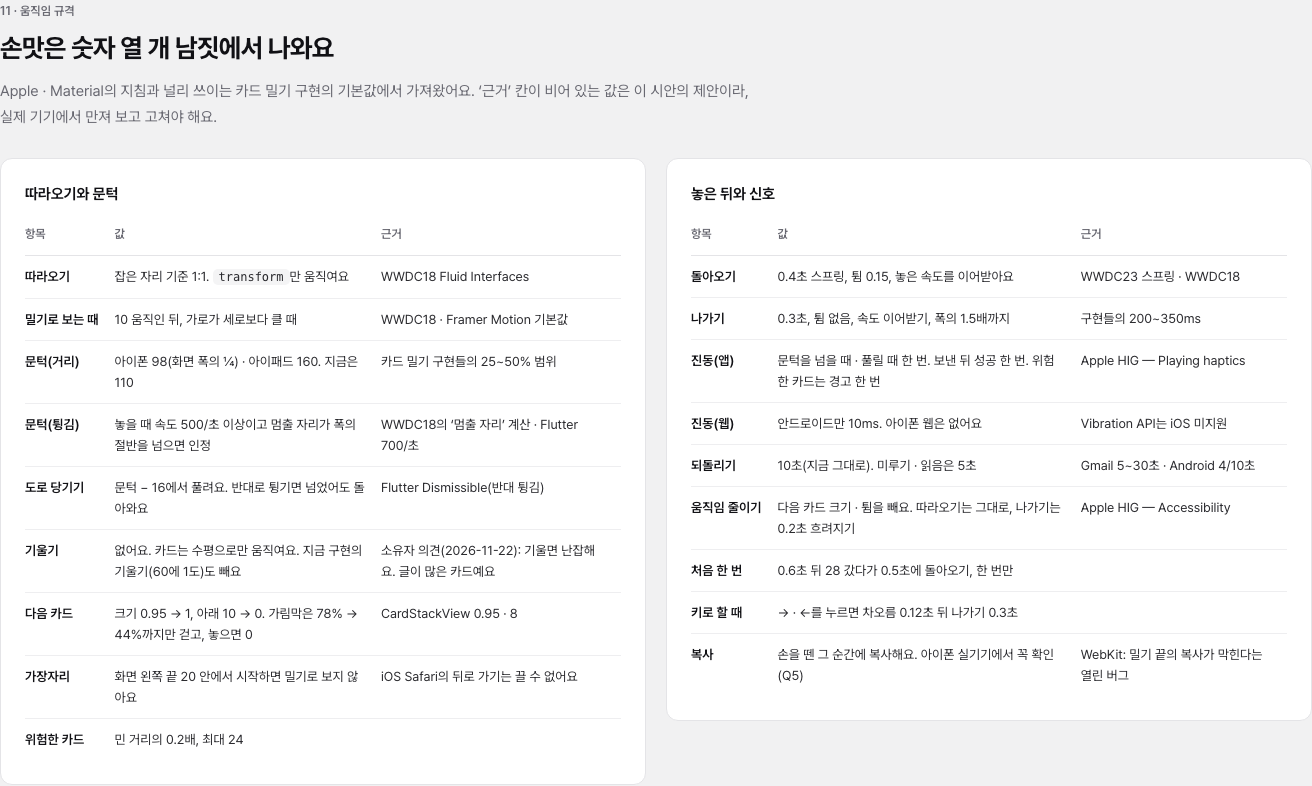 11 · 움직임 규격
손맛은 숫자 열 개 남짓에서 나와요
Apple · Material의 지침과 널리 쓰이는 카드 밀기 구현의 기본값에서 가져왔어요. ‘근거’ 칸이 비어 있는 값은 이 시안의 제안이라,
실제 기기에서 만져 보고 고쳐야 해요.
따라오기와 문턱
항목 값 근거
따라오기 잡은 자리 기준 1:1. transform 만 움직여요 WWDC18 Fluid Interfaces
밀기로 보는 때 10 움직인 뒤, 가로가 세로보다 클 때 WWDC18 · Framer Motion 기본값
문턱(거리) 아이폰 98(화면 폭의 ¼) · 아이패드 160. 지금은 카드 밀기 구현들의 25~50% 범위
110
문턱(튕김) 놓을 때 속도 500/초 이상이고 멈출 자리가 폭의 WWDC18의 ‘멈출 자리’ 계산 · Flutter
절반을 넘으면 인정 700/초
도로 당기기 문턱 − 16에서 풀려요. 반대로 튕기면 넘었어도 돌 Flutter Dismissible(반대 튕김)
아와요
기울기 없어요. 카드는 수평으로만 움직여요. 지금 구현의 소유자 의견(2026-11-22): 기울면 난잡해
기울기(60에 1도)도 빼요 요. 글이 많은 카드예요
다음 카드 크기 0.95 → 1, 아래 10 → 0. 가림막은 78% → CardStackView 0.95 · 8
44%까지만 걷고, 놓으면 0
가장자리 화면 왼쪽 끝 20 안에서 시작하면 밀기로 보지 않 iOS Safari의 뒤로 가기는 끌 수 없어요
아요
위험한 카드 민 거리의 0.2배, 최대 24
놓은 뒤와 신호
항목 값 근거
돌아오기 0.4초 스프링, 튐 0.15, 놓은 속도를 이어받아요 WWDC23 스프링 · WWDC18
나가기 0.3초, 튐 없음, 속도 이어받기, 폭의 1.5배까지 구현들의 200~350ms
진동(앱) 문턱을 넘을 때 · 풀릴 때 한 번. 보낸 뒤 성공 한 번. 위험 Apple HIG — Playing haptics
한 카드는 경고 한 번
진동(웹) 안드로이드만 10ms. 아이폰 웹은 없어요 Vibration API는 iOS 미지원
되돌리기 10초(지금 그대로). 미루기 · 읽음은 5초 Gmail 5~30초 · Android 4/10초
움직임 줄이기 다음 카드 크기 · 튐을 빼요. 따라오기는 그대로, 나가기는 Apple HIG — Accessibility
0.2초 흐려지기
처음 한 번 0.6초 뒤 28 갔다가 0.5초에 돌아오기, 한 번만
키로 할 때 → · ←를 누르면 차오름 0.12초 뒤 나가기 0.3초
복사 손을 뗀 그 순간에 복사해요. 아이폰 실기기에서 꼭 확인 WebKit: 밀기 끝의 복사가 막힌다는
(Q5) 열린 버그